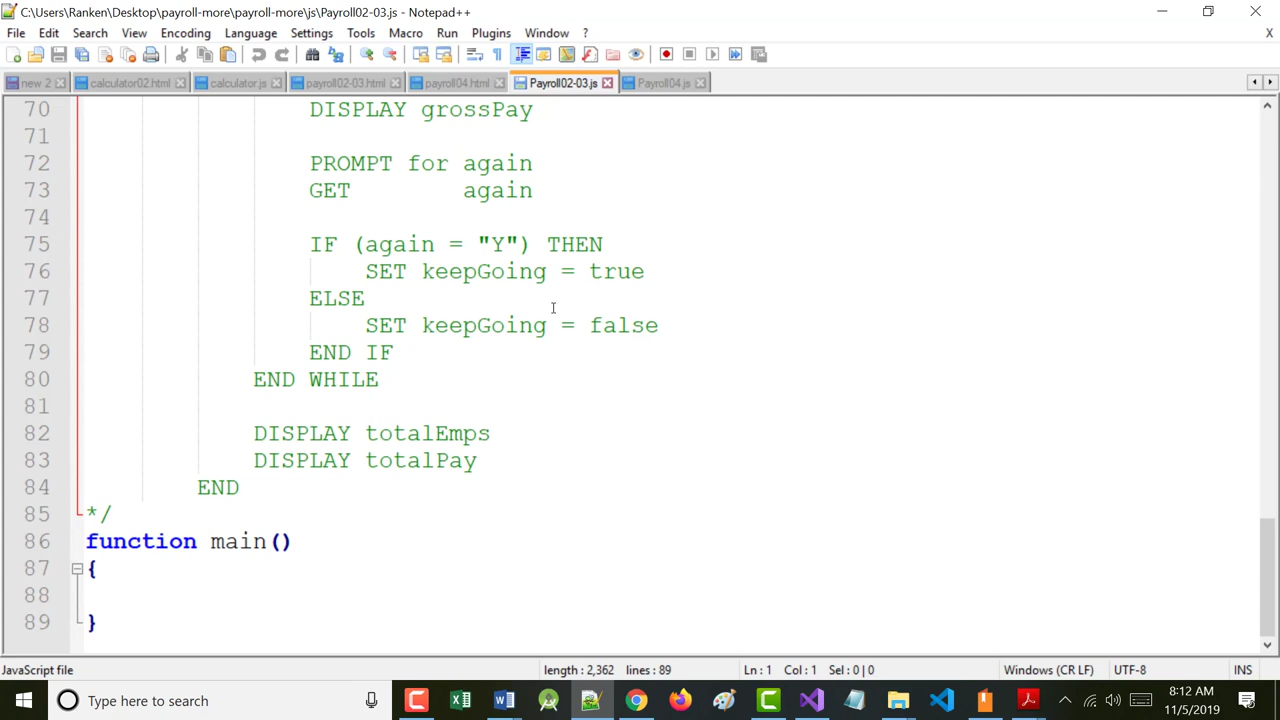 C:\Users\Ranken\Desktop\payroll-more\payroll-more\js\Payroll02-03.js - Notepad++
File Edit Search View Encoding Language Settings Tools Macro Run Plugins Window ?
X
new 2 calculator02.html calculator.js payroll02-03.html payroll04.html Payroll02-03.js Payroll04.js
70 DISPLAY grossPay
71
72 PROMPT for again
73 GET again
74
75 IF (again = "Y") THEN
76 SET keepGoing = true
77 ELSE
78 SET keepGoing = false
79 END IF
80 END WHILE
81
82 DISPLAY totalEmps
83 DISPLAY totalPay
84 END
85 */
86 function main()
87 {
88
89 }
JavaScript file length : 2,362 lines : 89 Ln : 1 Col : 1 Sel : 0 | 0 Windows (CR LF) UTF-8 INS
Type here to search
8:12 AM
11/5/2019